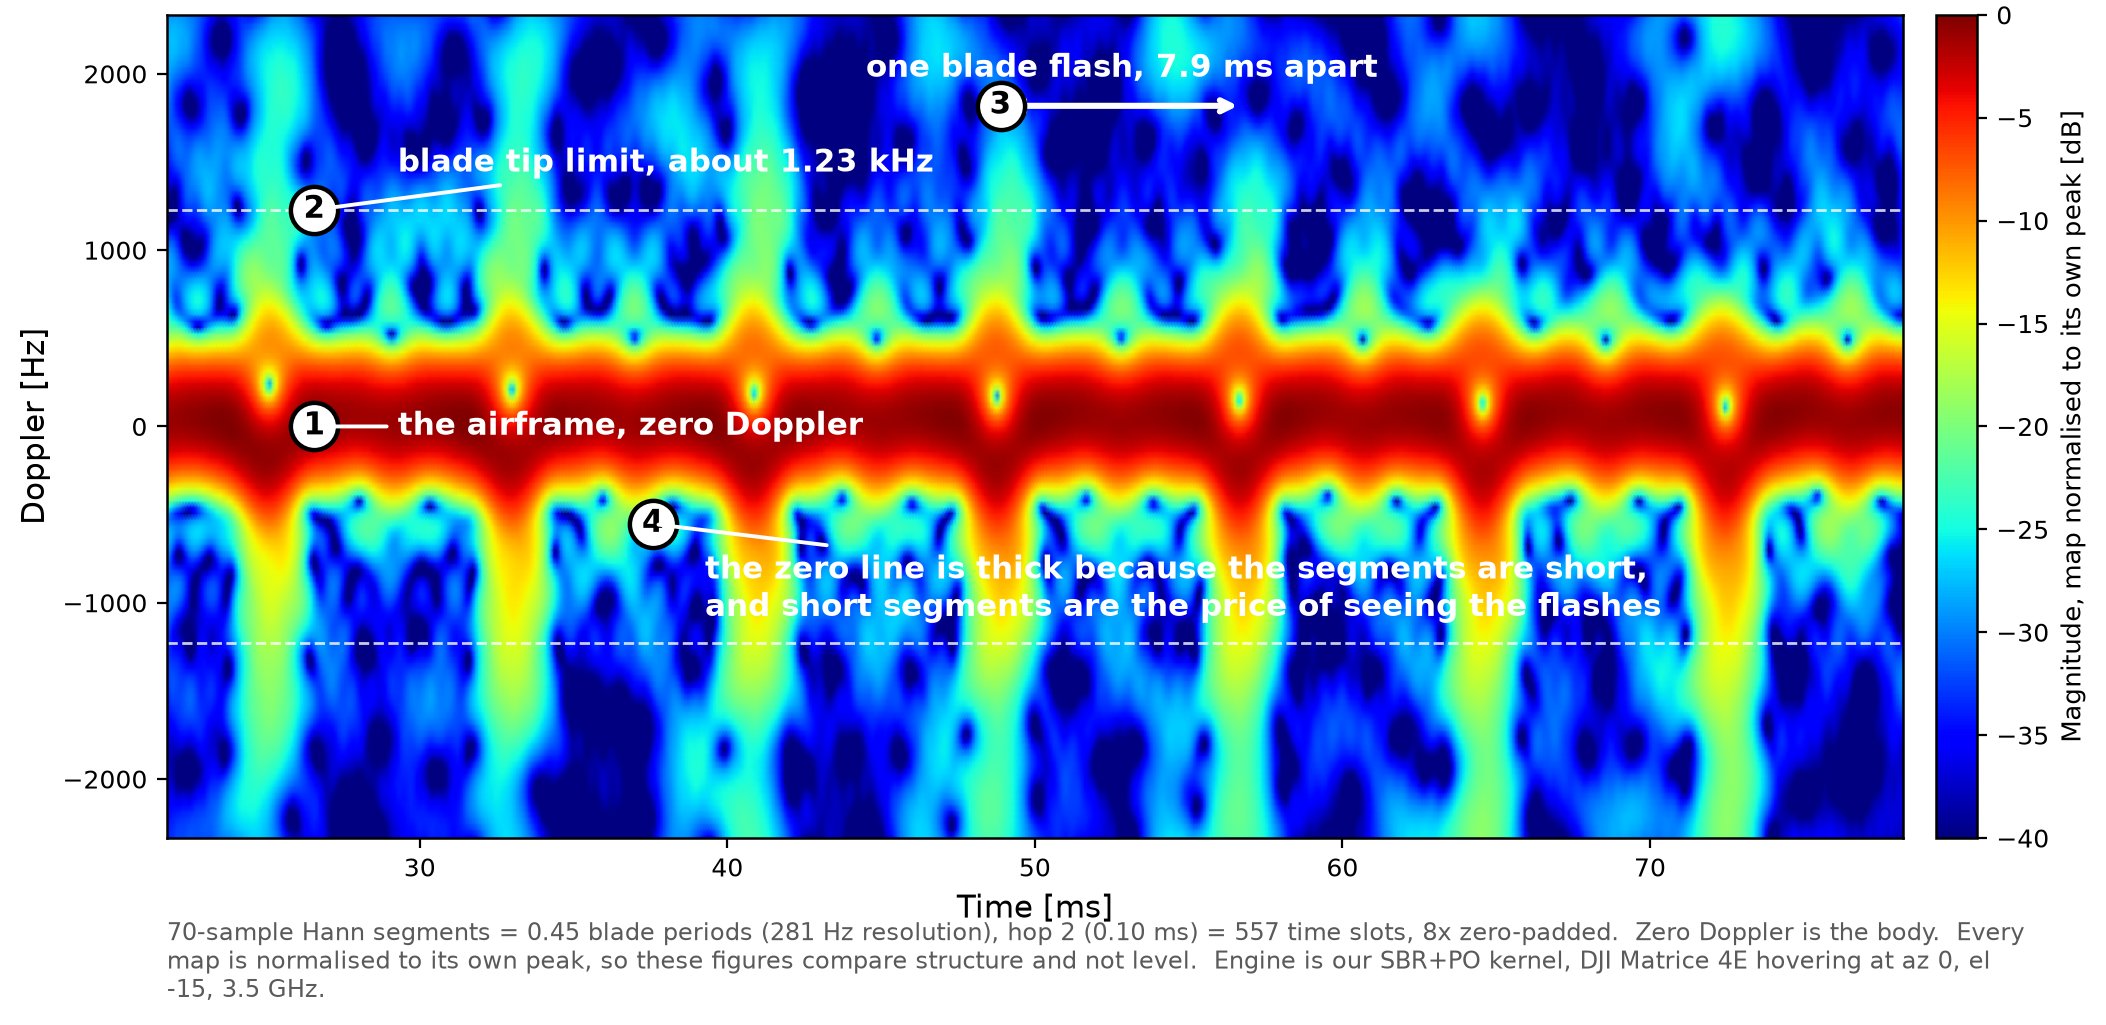 one blade flash, 7.9 ms apart
3
blade tip limit, about 1.23 kHz
2
1
the airframe, zero Doppler
4
the zero line is thick because the segments are short,
and short segments are the price of seeing the flashes
Doppler [Hz]
2000
1000
0
−1000
−2000
30
40
50
60
70
Time [ms]
0
−5
−10
−15
−20
−25
−30
−35
−40
Magnitude, map normalised to its own peak [dB]
70-sample Hann segments = 0.45 blade periods (281 Hz resolution), hop 2 (0.10 ms) = 557 time slots, 8x zero-padded.  Zero Doppler is the body.  Every
map is normalised to its own peak, so these figures compare structure and not level.  Engine is our SBR+PO kernel, DJI Matrice 4E hovering at az 0, el
-15, 3.5 GHz.